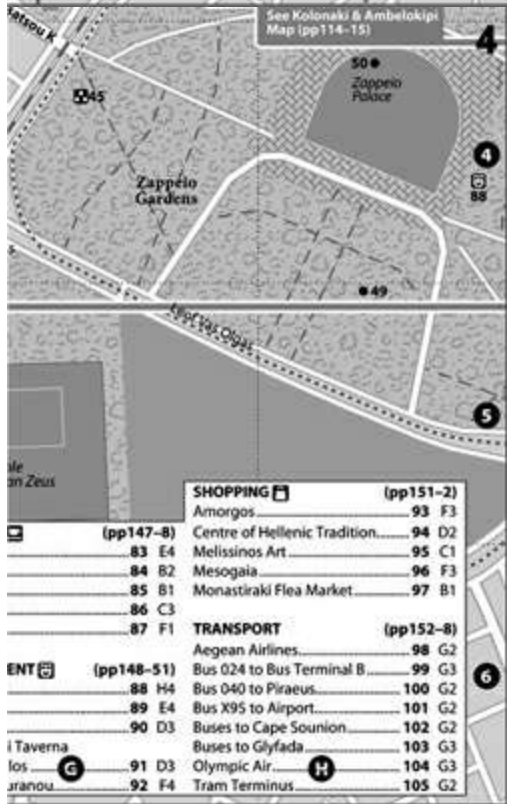 atsou K
See Kolonaki & Ambelokipi
Map (pp114–15)
4
50
Zappeio
Palace
45
4
88
Zappeio
Gardens
49
Leof Vas Olgas
5
on Zeus
SHOPPING (pp151–2)
Amorgos 93 F3
Centre of Hellenic Tradition 94 D2
Melissinos Art 95 C1
Mesogaia 96 F3
Monastiraki Flea Market 97 B1
TRANSPORT (pp152–8)
Aegean Airlines 98 G2
Bus 024 to Bus Terminal B 99 G3
Bus 040 to Piraeus 100 G2
Bus X95 to Airport 101 G2
Buses to Cape Sounion 102 G2
Buses to Glyfada 103 G3
Olympic Air 104 G3
Tram Terminus 105 G2
(pp147–8)
83 E4
84 B2
85 B1
86 C3
87 F1
ENT (pp148–51)
88 H4
89 E4
90 D3
i Taverna
los 91 D3
uranou 92 F4
6
G
H